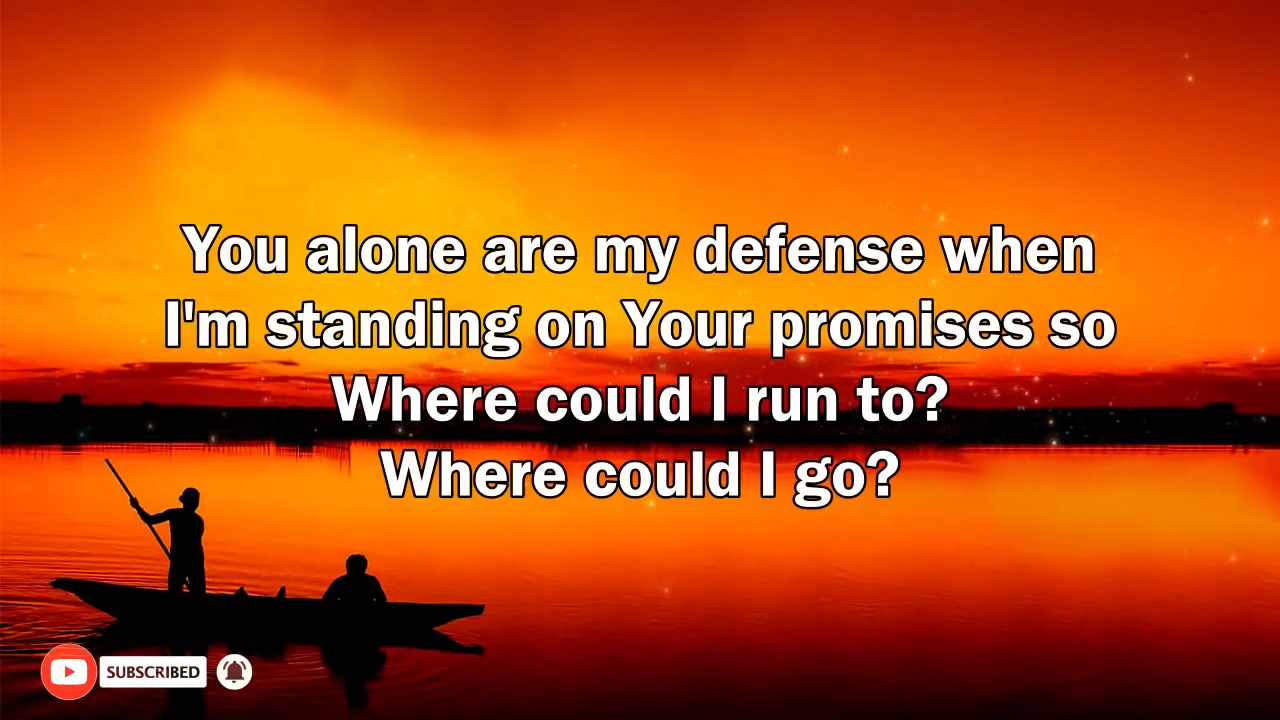 You alone are my defense when
I'm standing on Your promises so
Where could I run to?
Where could I go?
SUBSCRIBED